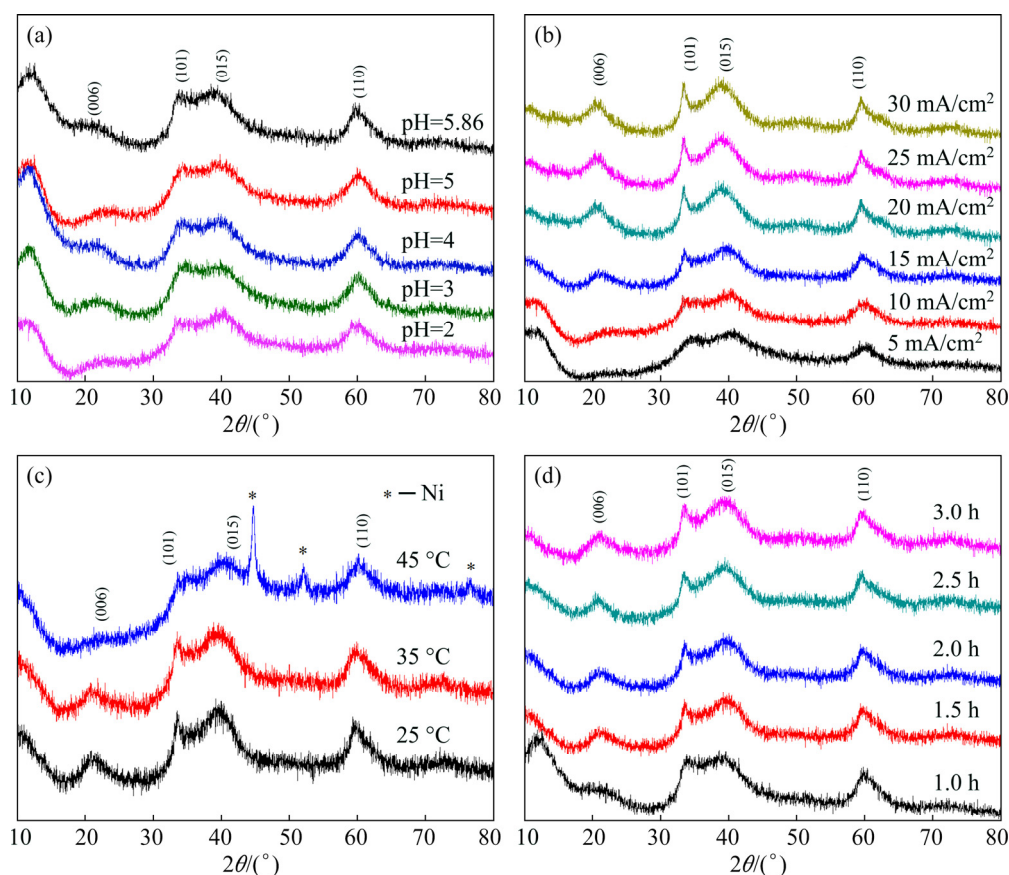 (a)
(006)
(101)
(015)
(110)
pH=5.86
pH=5
pH=4
pH=3
pH=2
10 20 30 40 50 60 70 80
2θ/(°)
(b)
(006)
(101)
(015)
(110)
30 mA/cm²
25 mA/cm²
20 mA/cm²
15 mA/cm²
10 mA/cm²
5 mA/cm²
10 20 30 40 50 60 70 80
2θ/(°)
(c)
* — Ni
(006)
(101)
(015)
*
*
(110)
*
45 °C
35 °C
25 °C
10 20 30 40 50 60 70 80
2θ/(°)
(d)
(006)
(101)
(015)
(110)
3.0 h
2.5 h
2.0 h
1.5 h
1.0 h
10 20 30 40 50 60 70 80
2θ/(°)